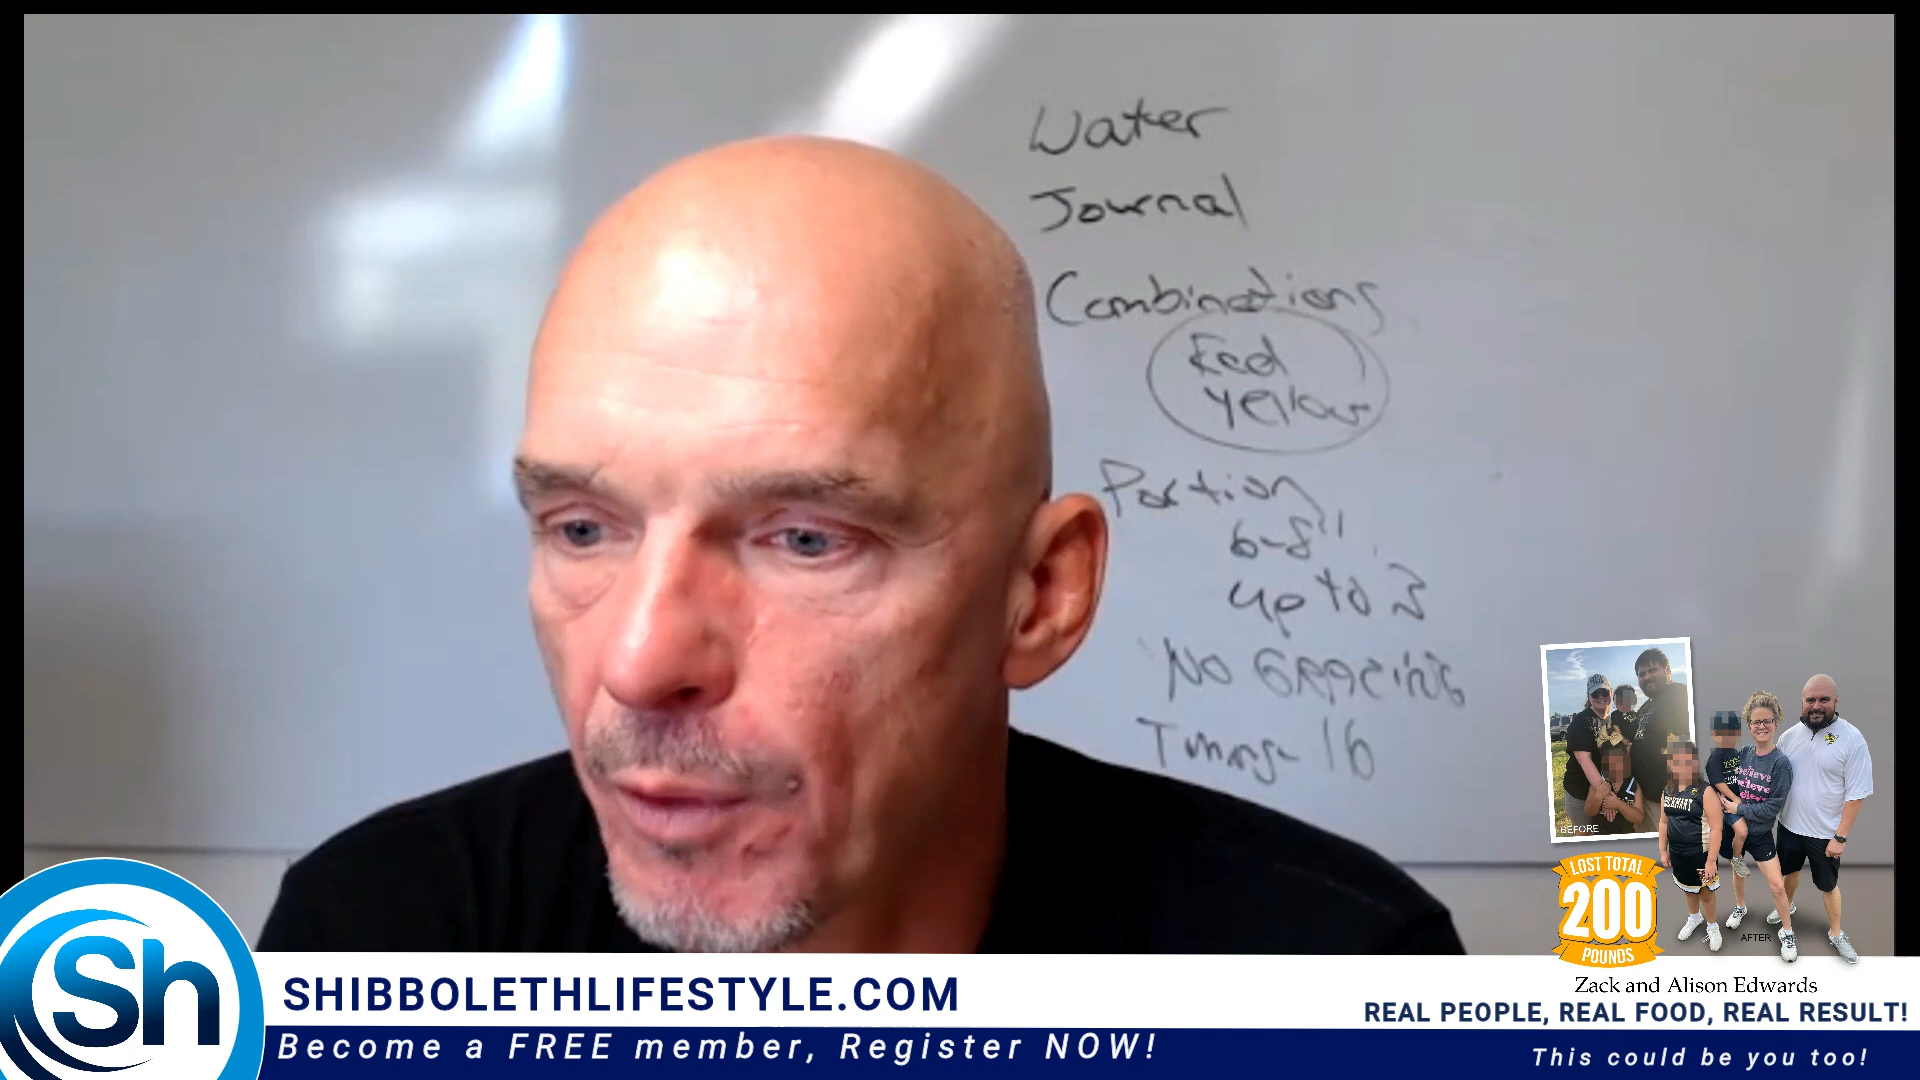 Water
Journal
Combinations
Red
Yellow
Portion
6-8"
up to 3
NO GRAZING
Timing- 16
BEFORE
AFTER
LOST TOTAL
200
POUNDS
Zack and Alison Edwards
Sh
SHIBBOLETHLIFESTYLE.COM
REAL PEOPLE, REAL FOOD, REAL RESULT!
Become a FREE member, Register NOW!
This could be you too!